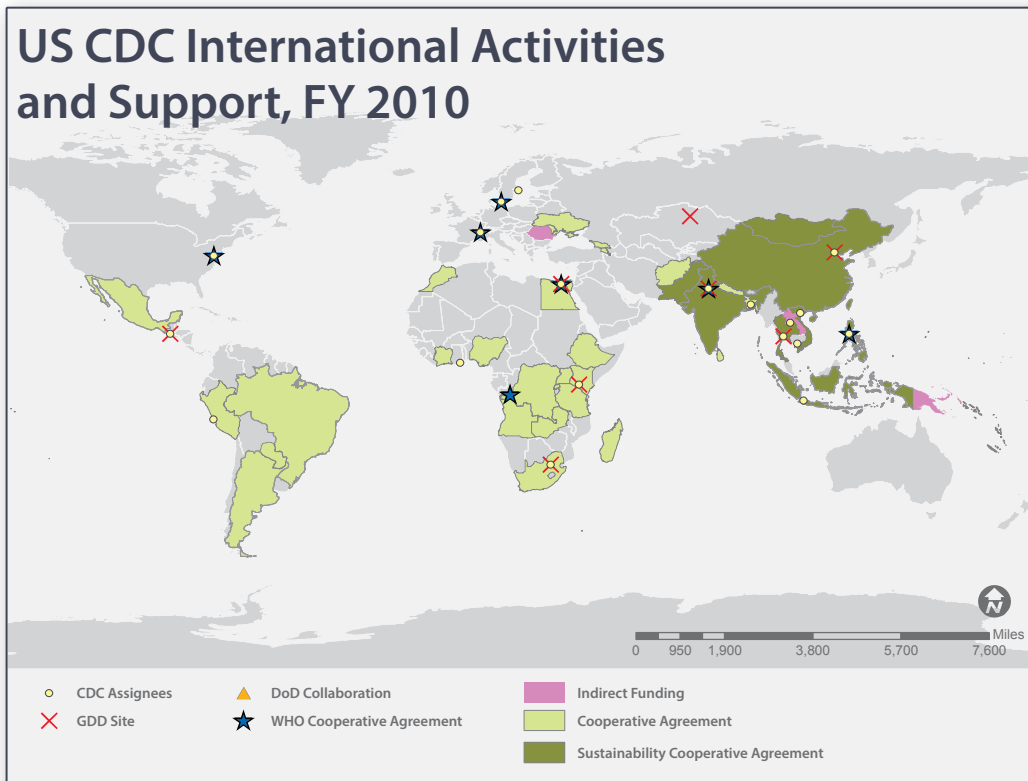 US CDC International Activities
and Support, FY 2010
N
Miles
0 950 1,900 3,800 5,700 7,600
CDC Assignees
DoD Collaboration
Indirect Funding
GDD Site
WHO Cooperative Agreement
Cooperative Agreement
Sustainability Cooperative Agreement